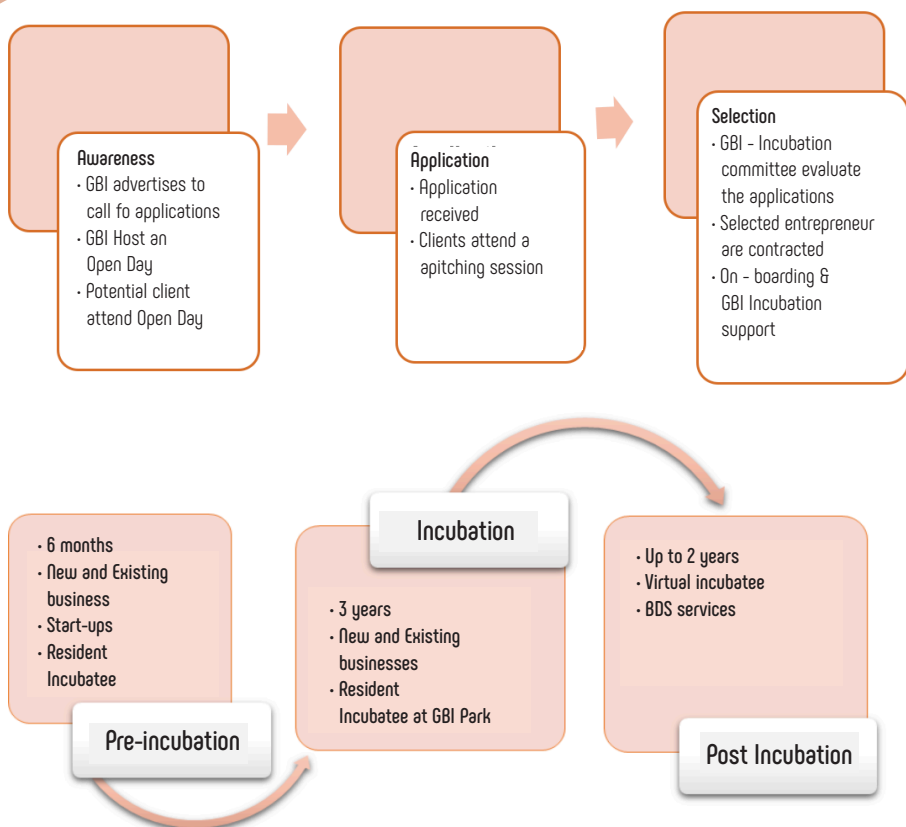 Awareness
· GBI advertises to
call fo applications
· GBI Host an
Open Day
· Potential client
attend Open Day
Application
· Application
received
· Clients attend a
apitching session
Selection
· GBI - Incubation
committee evaluate
the applications
· Selected entrepreneur
are contracted
· On - boarding &
GBI Incubation
support
· 6 months
· New and Existing
business
· Start-ups
· Resident
Incubatee
Pre-incubation
Incubation
· 3 years
· New and Existing
businesses
· Resident
Incubatee at GBI Park
· Up to 2 years
· Virtual incubatee
· BDS services
Post Incubation